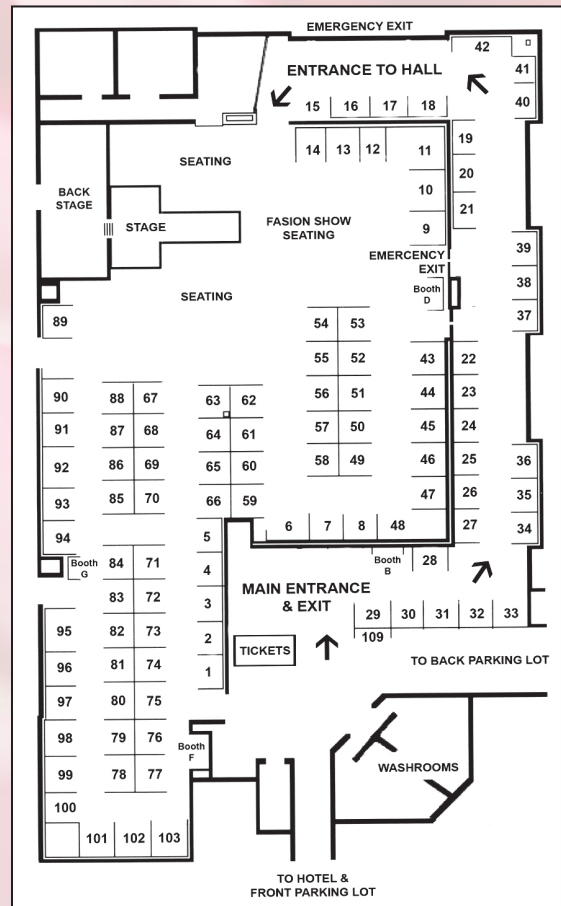 EMERGENCY EXIT
42
ENTRANCE TO HALL
41
40
15 16 17 18
19
14 13 12 11
20
SEATING
10
21
BACK
STAGE
STAGE
FASION SHOW
SEATING
9
39
EMERCENCY
EXIT
38
Booth
D
SEATING
37
89
54 53
55 52 43 22
90 88 67 63 62 56 51 44 23
91 87 68 64 61 57 50 45 24
92 86 69 65 60 58 49 46 25 36
93 85 70 66 59 47 26 35
94 5 6 7 8 48 27 34
Booth
G
84 71 4
Booth
B
28
83 72 3
MAIN ENTRANCE
& EXIT
95 82 73 2
29 30 31 32 33
109
TICKETS
96 81 74 1
TO BACK PARKING LOT
97 80 75
98 79 76
Booth
F
99 78 77
WASHROOMS
100
101 102 103
TO HOTEL &
FRONT PARKING LOT